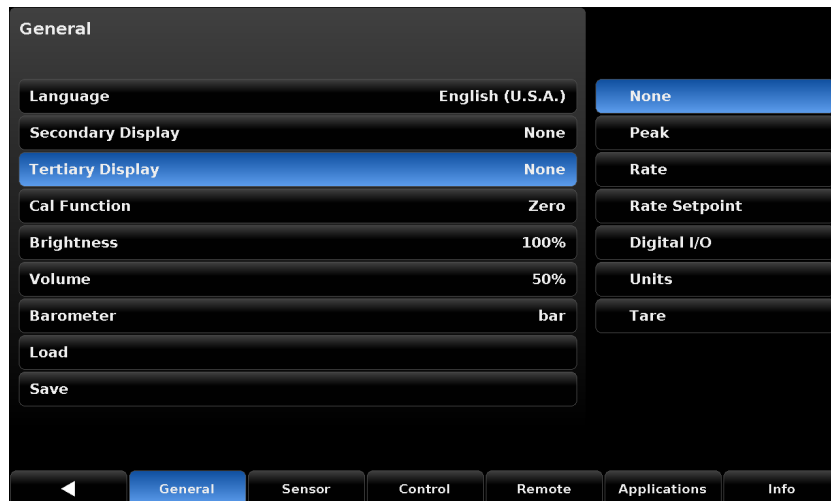 General
Language English (U.S.A.)
Secondary Display None
Tertiary Display None
Cal Function Zero
Brightness 100%
Volume 50%
Barometer bar
Load
Save
None
Peak
Rate
Rate Setpoint
Digital I/O
Units
Tare
General Sensor Control Remote Applications Info